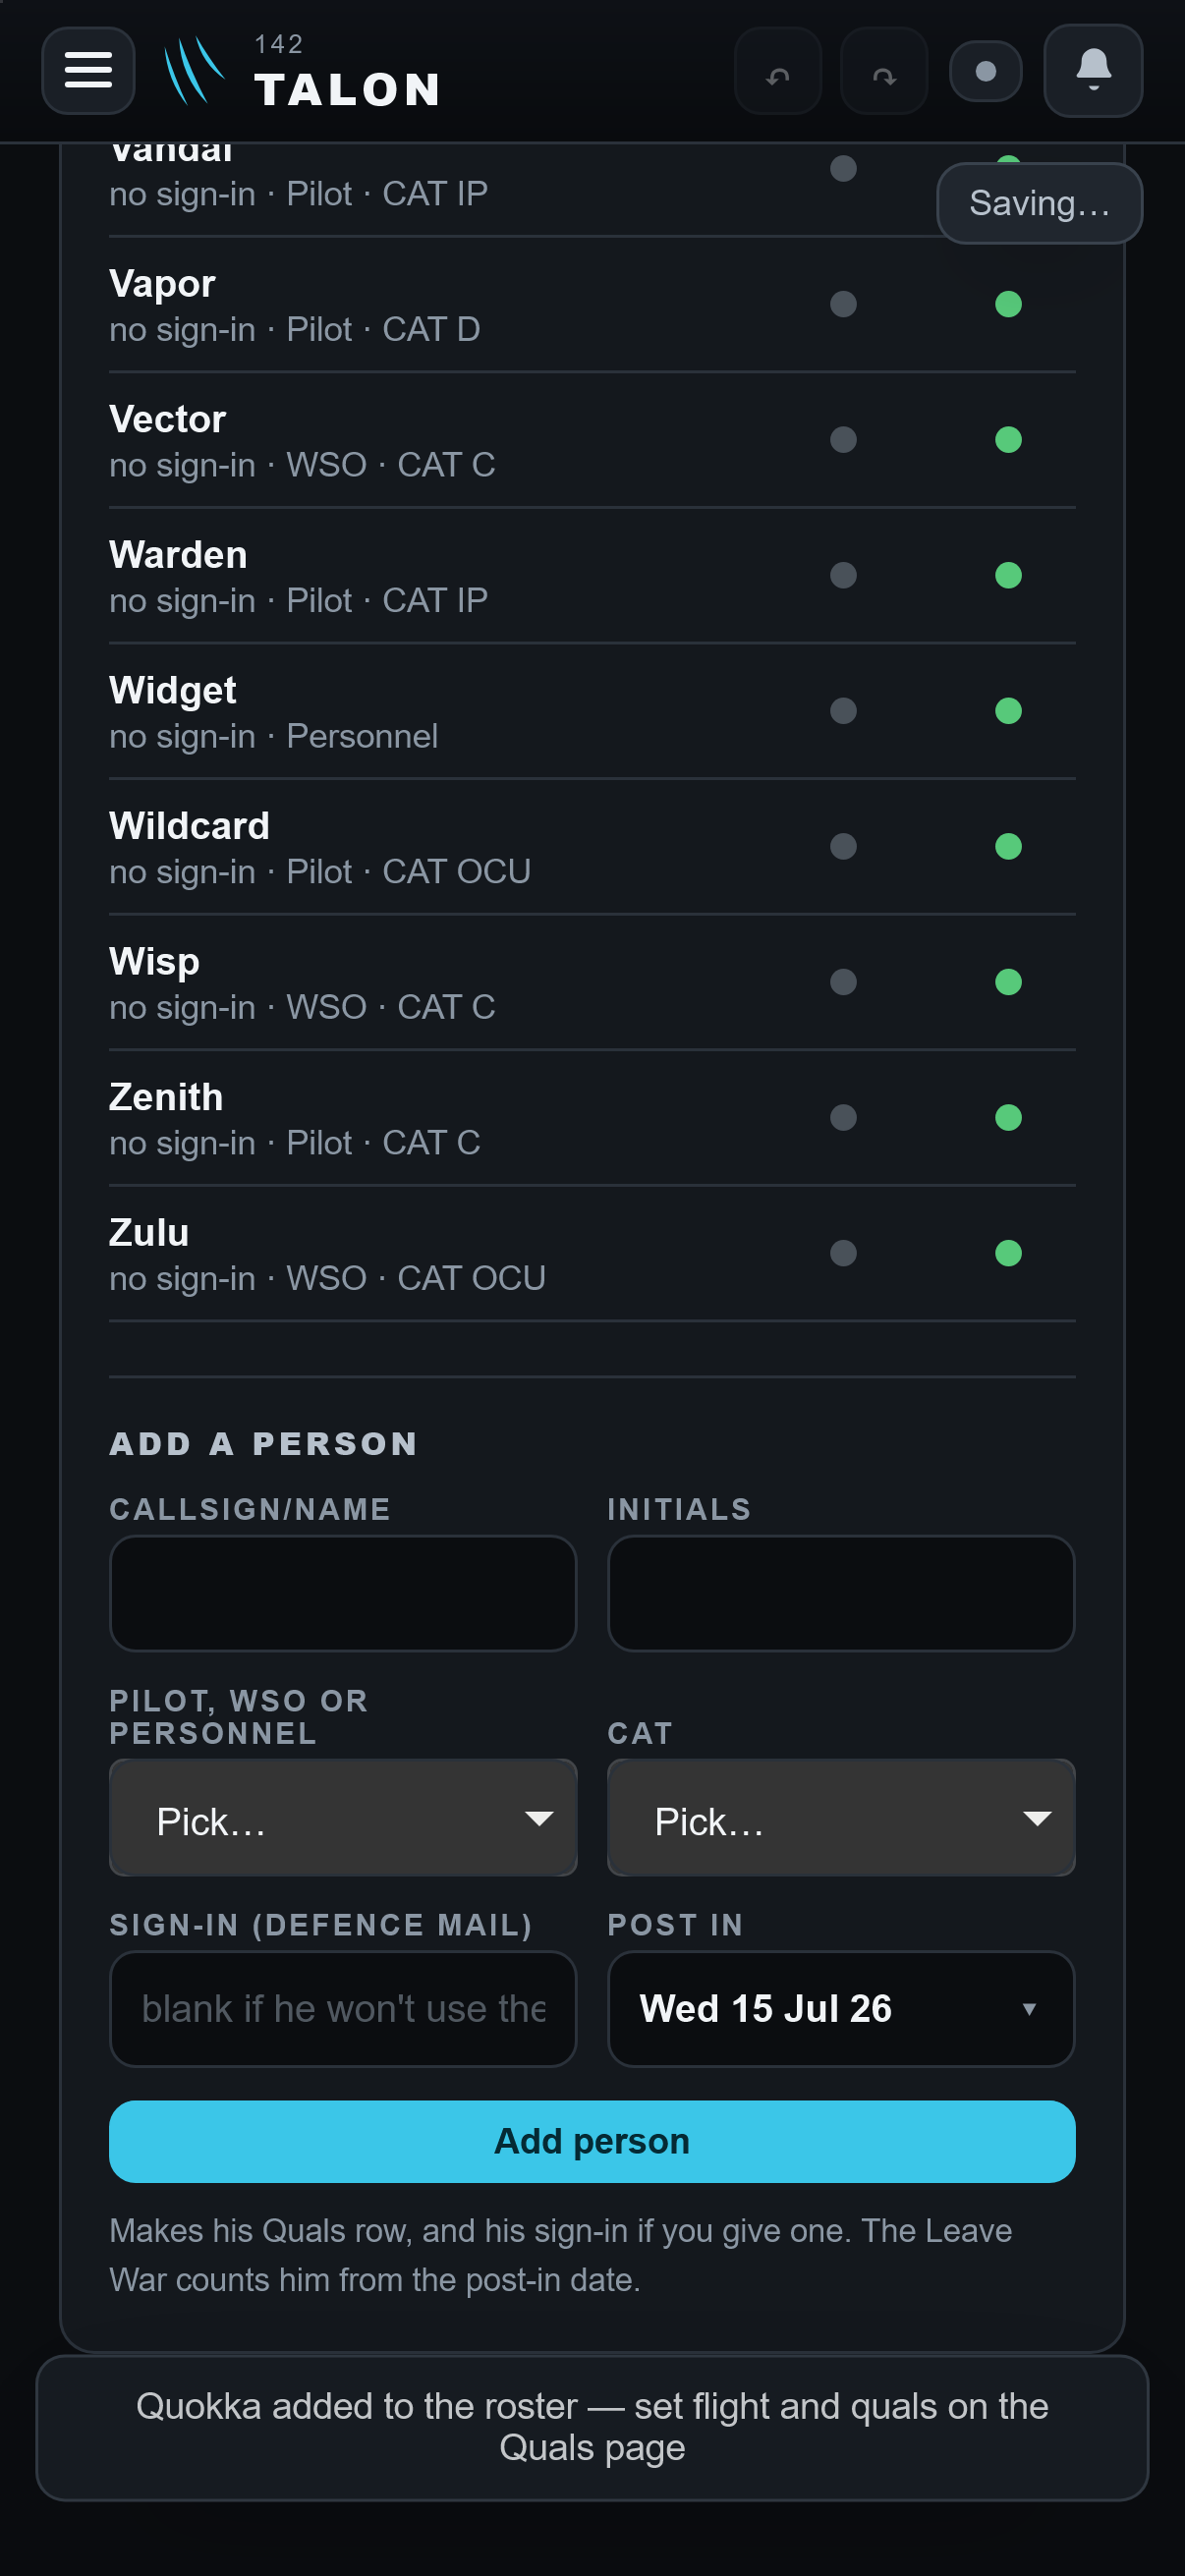 142
TALON
Vandal
no sign-in · Pilot · CAT IP
Saving…
Vapor
no sign-in · Pilot · CAT D
Vector
no sign-in · WSO · CAT C
Warden
no sign-in · Pilot · CAT IP
Widget
no sign-in · Personnel
Wildcard
no sign-in · Pilot · CAT OCU
Wisp
no sign-in · WSO · CAT C
Zenith
no sign-in · Pilot · CAT C
Zulu
no sign-in · WSO · CAT OCU
ADD A PERSON
CALLSIGN/NAME
INITIALS
PILOT, WSO OR
PERSONNEL
CAT
Pick…
Pick…
SIGN-IN (DEFENCE MAIL)
POST IN
blank if he won't use the
Wed 15 Jul 26
Add person
Makes his Quals row, and his sign-in if you give one. The Leave
War counts him from the post-in date.
Quokka added to the roster — set flight and quals on the
Quals page